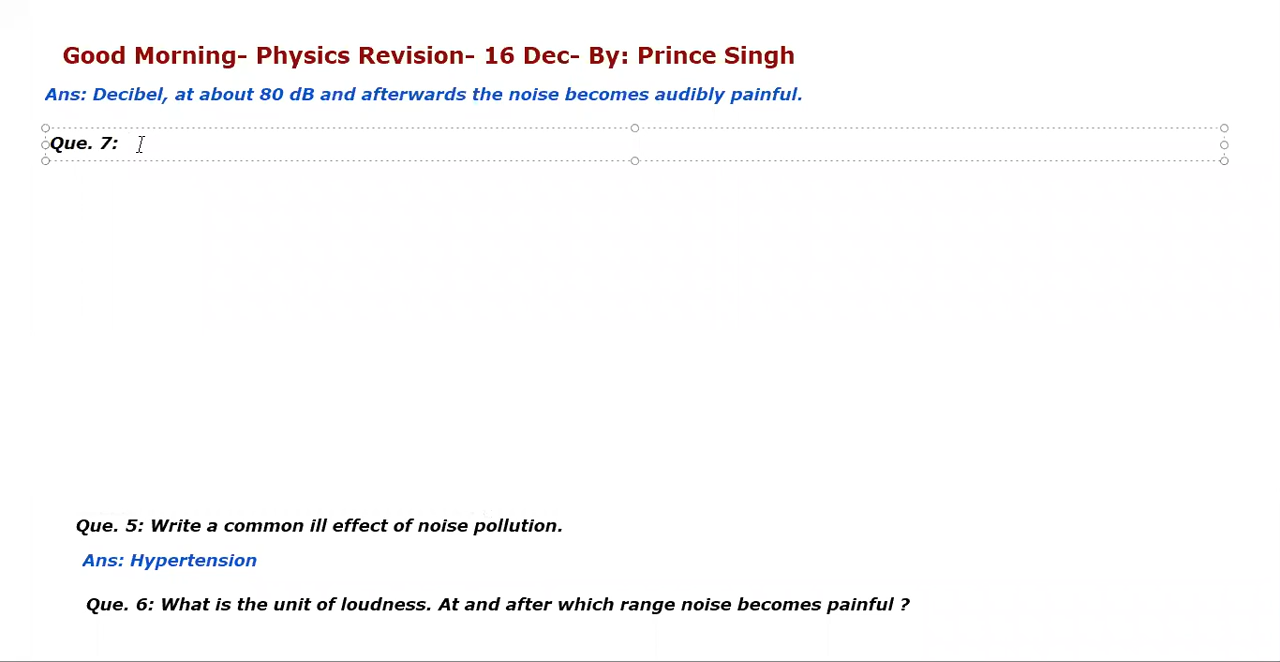 Good Morning- Physics Revision- 16 Dec- By: Prince Singh
Ans: Decibel, at about 80 dB and afterwards the noise becomes audibly painful.
Que. 7:
Que. 5: Write a common ill effect of noise pollution.
Ans: Hypertension
Que. 6: What is the unit of loudness. At and after which range noise becomes painful ?